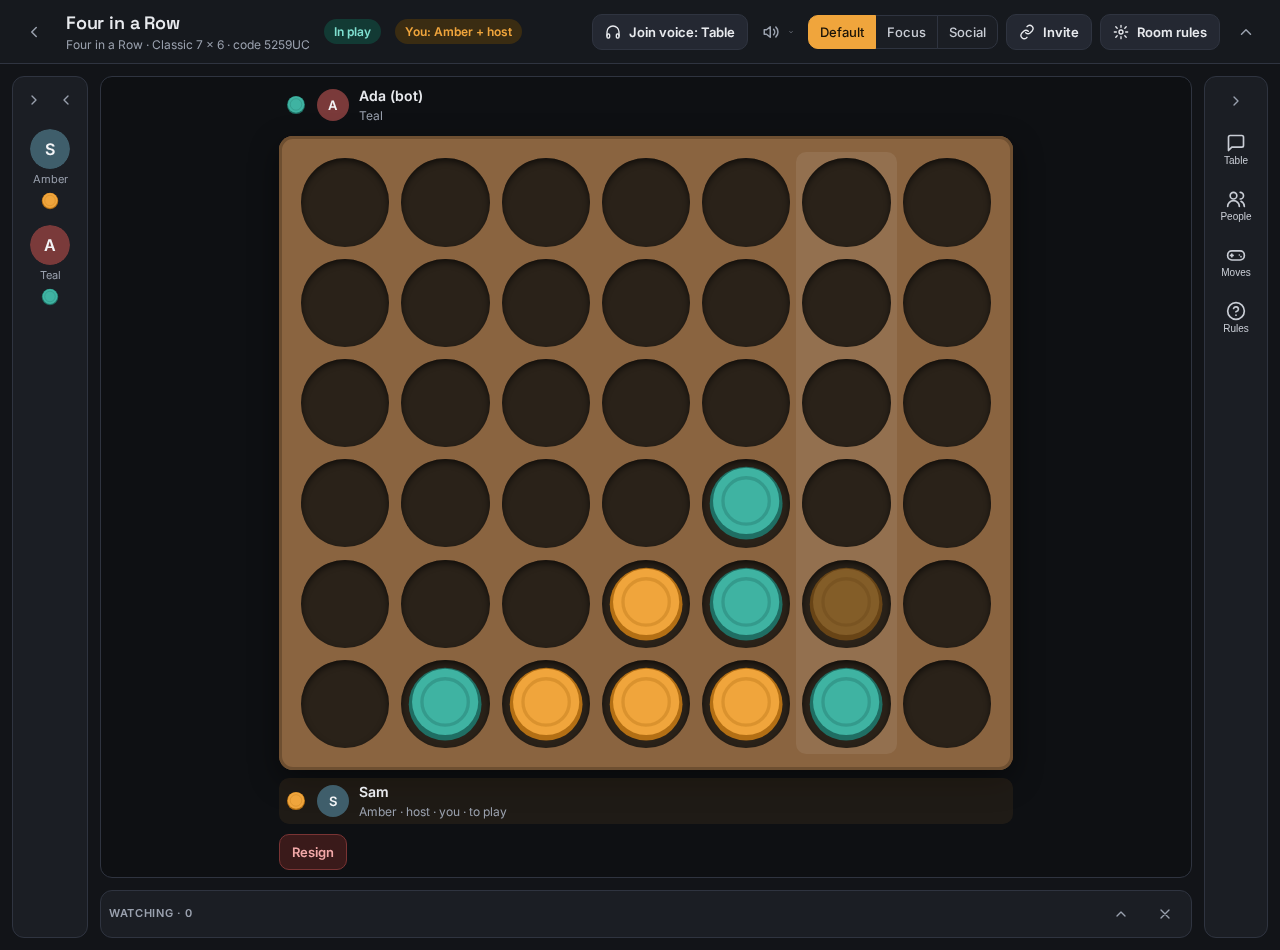 Four in a Row
Four in a Row · Classic 7 × 6 · code 5259UC
In play
You: Amber + host
Join voice: Table
Default
Focus
Social
Invite
Room rules
S
Amber
A
Teal
A
Ada (bot)
Teal
S
Sam
Amber · host · you · to play
Resign
WATCHING · 0
Table
People
Moves
Rules